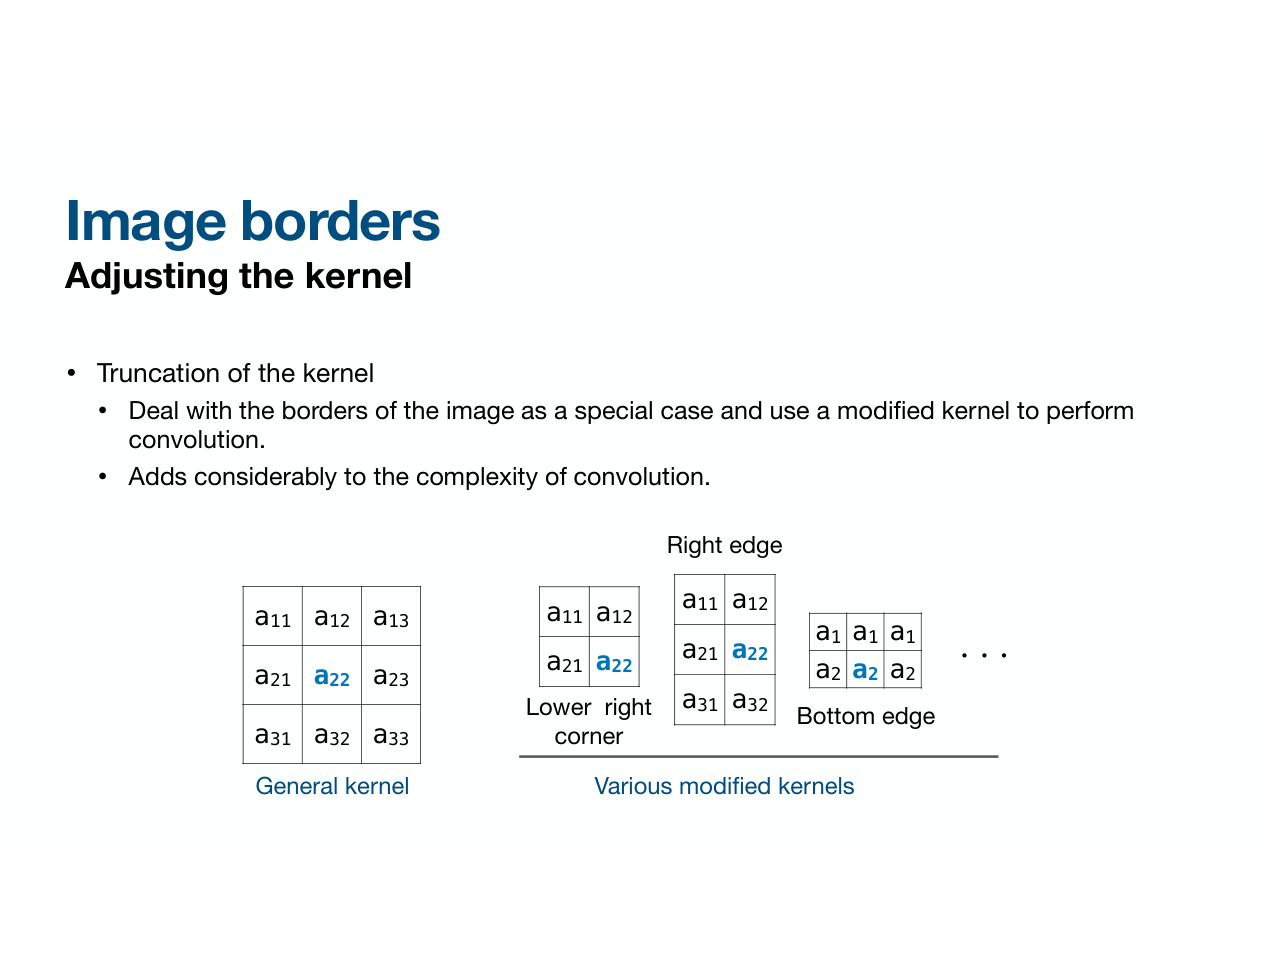 Image borders
Adjusting the kernel
• Truncation of the kernel
• Deal with the borders of the image as a special case and use a modified kernel to perform
convolution.
• Adds considerably to the complexity of convolution.
a11 a12 a13
a21 a22 a23
a31 a32 a33
General kernel
a11 a12
a21 a22
Lower right
corner
Right edge
a11 a12
a21 a22
a31 a32
a1 a1 a1
a2 a2 a2
Bottom edge
. . .
Various modified kernels